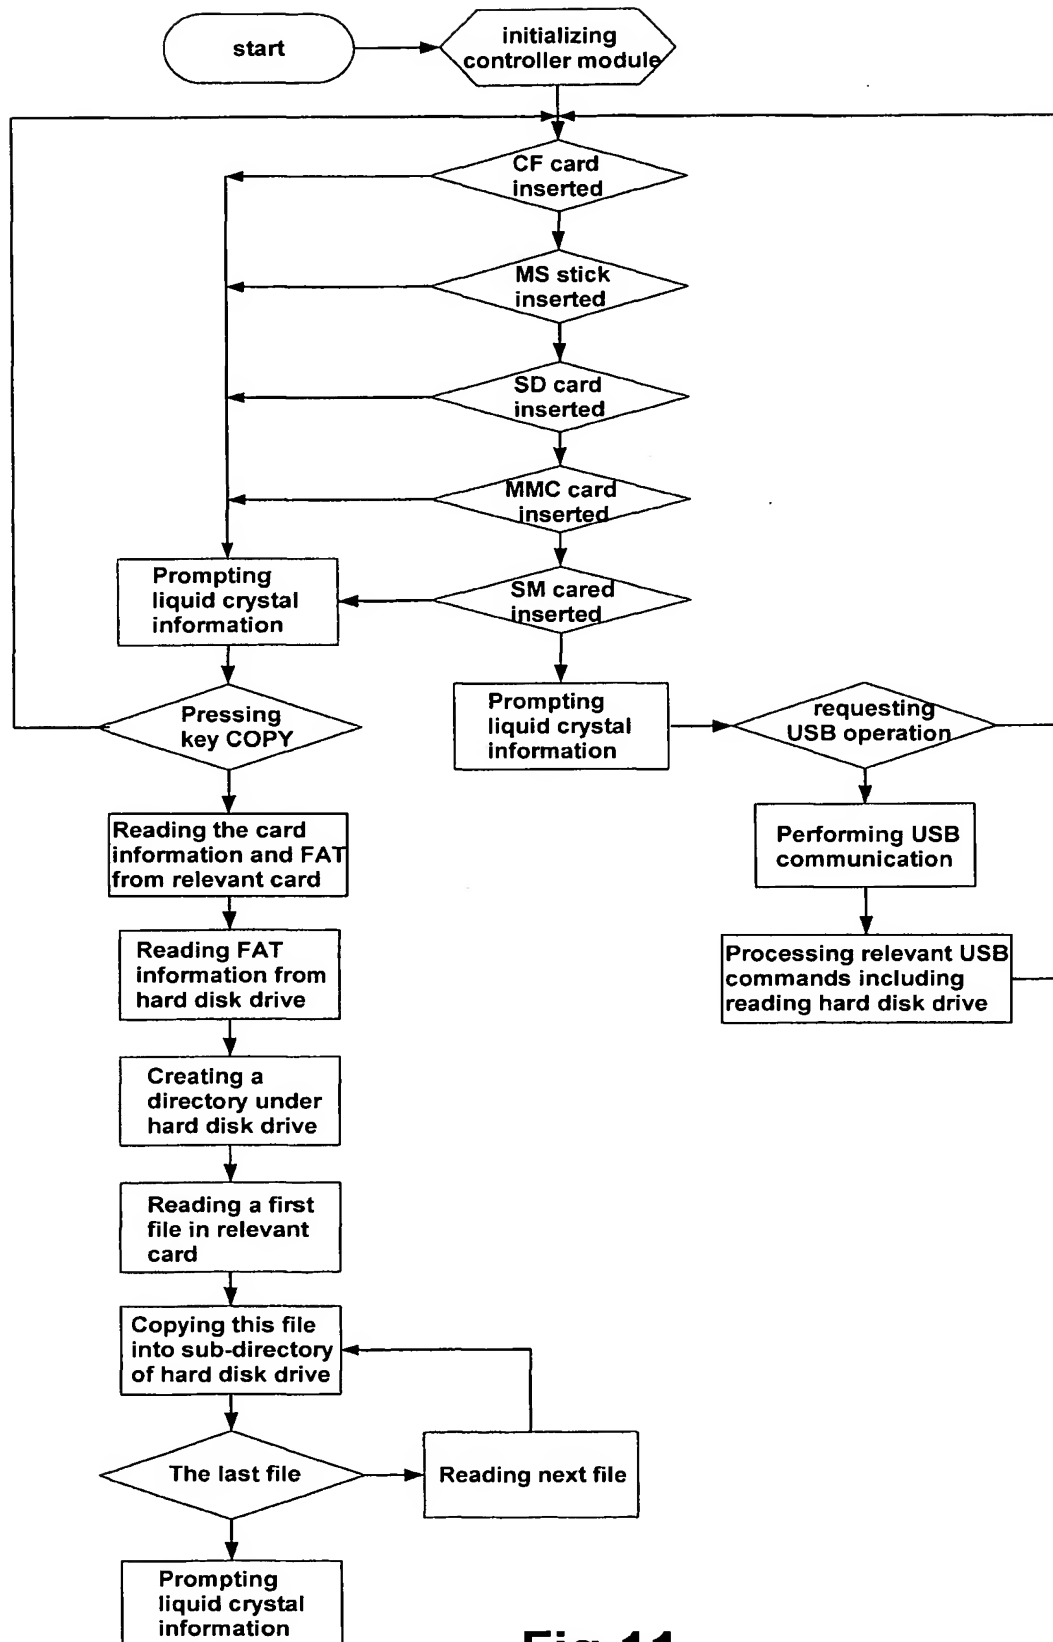 start
initializing
controller module
CF card
inserted
MS stick
inserted
SD card
inserted
MMC card
inserted
Prompting
liquid crystal
information
SM cared
inserted
Pressing
key COPY
Prompting
liquid crystal
information
requesting
USB operation
Reading the card
information and FAT
from relevant card
Performing USB
communication
Reading FAT
information from
hard disk drive
Processing relevant USB
commands including
reading hard disk drive
Creating a
directory under
hard disk drive
Reading a first
file in relevant
card
Copying this file
into sub-directory
of hard disk drive
The last file
Reading next file
Prompting
liquid crystal
information
Fig 11